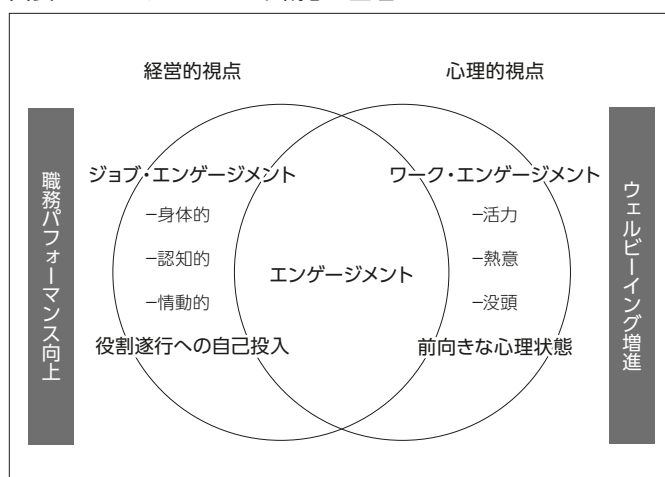 経営的視点
心理的視点
職務パフォーマンス向上
ジョブ・エンゲージメント
−身体的
−認知的
−情動的
役割遂行への自己投入
エンゲージメント
ワーク・エンゲージメント
−活力
−熱意
−没頭
前向きな心理状態
ウェルビーイング増進